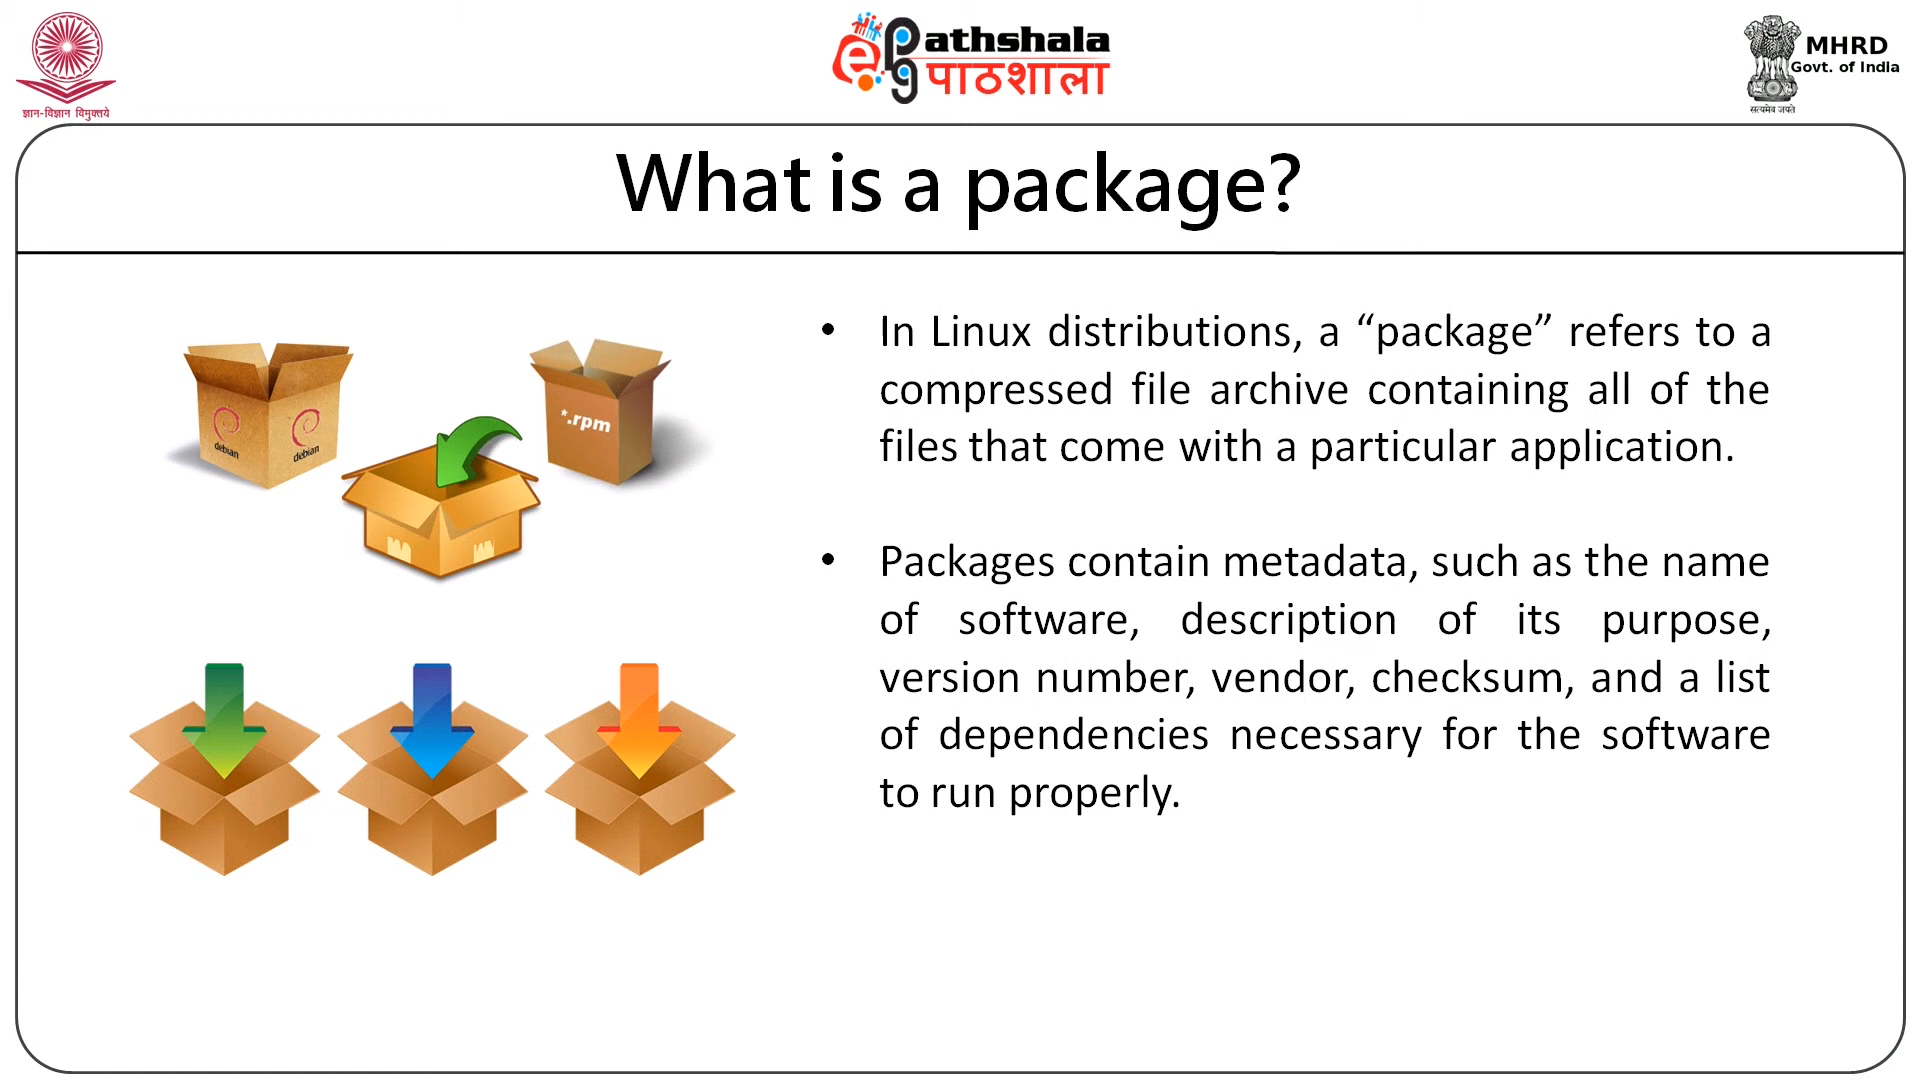 ज्ञान-विज्ञान विमुक्तये
e PG Pathshala
पाठशाला
MHRD
Govt. of India
सत्यमेव जयते
What is a package?
debian
debian
*.rpm
• In Linux distributions, a “package” refers to a
compressed file archive containing all of the
files that come with a particular application.
• Packages contain metadata, such as the name
of software, description of its purpose,
version number, vendor, checksum, and a list
of dependencies necessary for the software
to run properly.